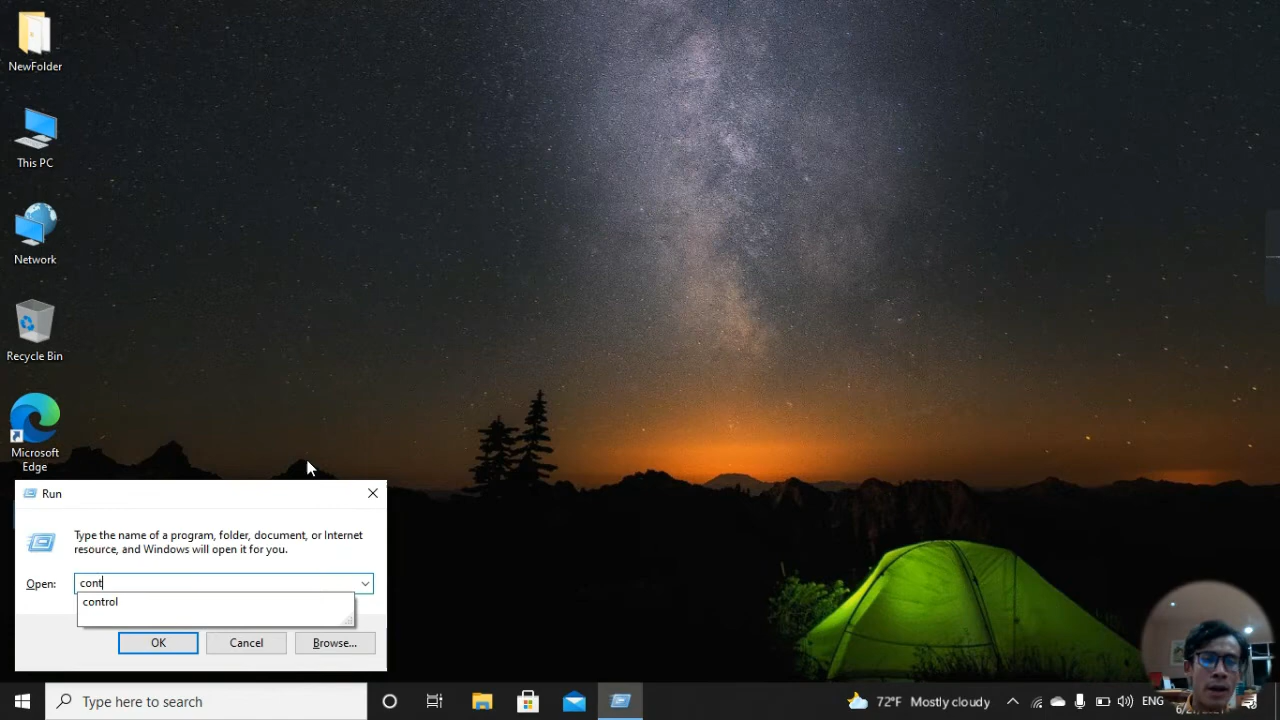 NewFolder
This PC
Network
Recycle Bin
Microsoft
Edge
Run
Type the name of a program, folder, document, or Internet
resource, and Windows will open it for you.
Open:
cont
control
OK
Cancel
Browse...
Type here to search
72°F Mostly cloudy
ENG